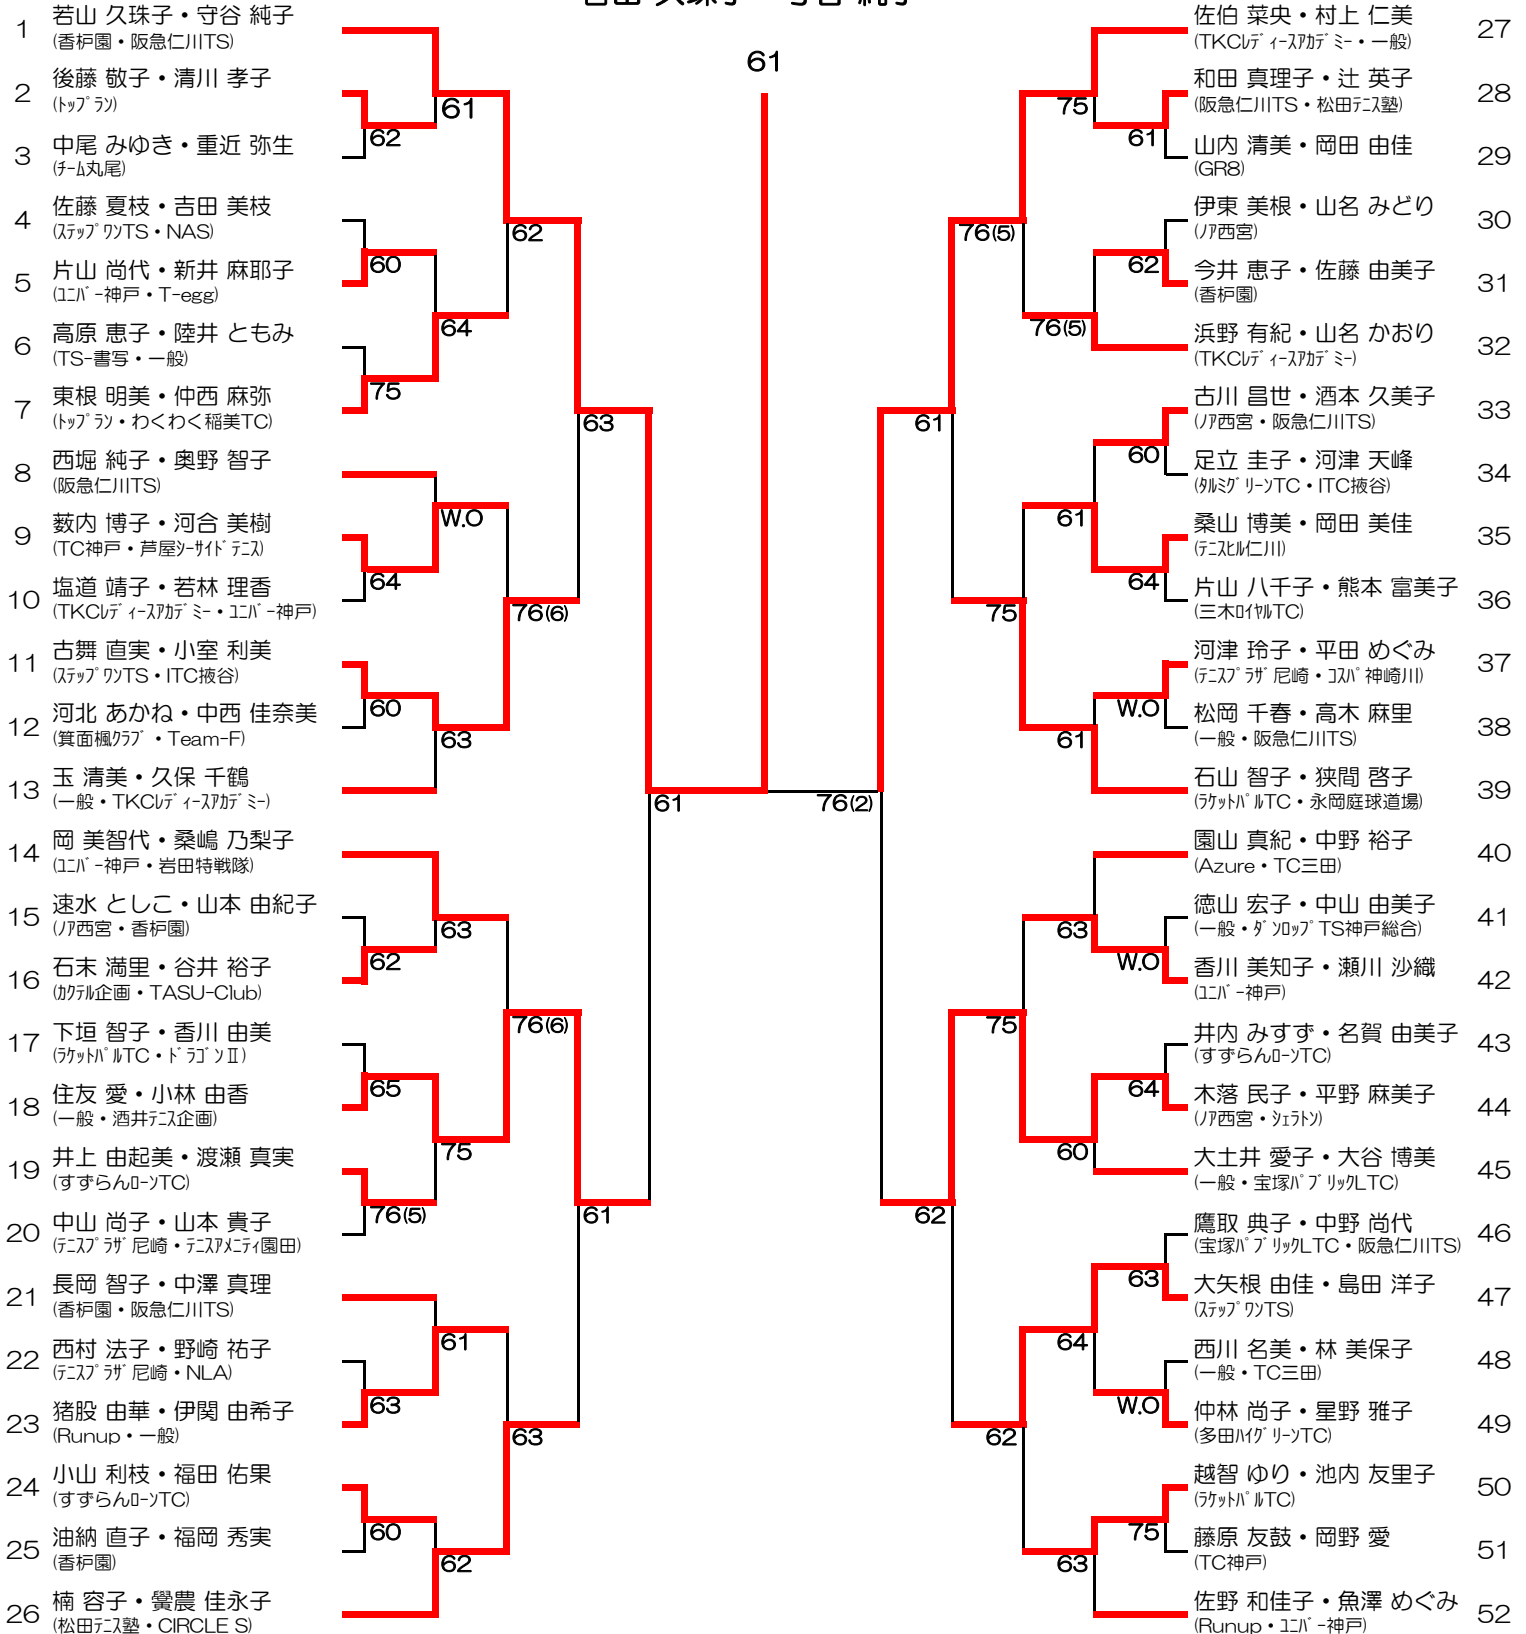 61
1
若山 久珠子・守谷 純子
(香枦園・阪急仁川TS)
2
後藤 敬子・清川 孝子
(トップラン)
3
中尾 みゆき・重近 弥生
(チーム丸尾)
4
佐藤 夏枝・吉田 美枝
(ステップワンTS・NAS)
5
片山 尚代・新井 麻耶子
(ユニバー神戸・T-egg)
6
高原 恵子・陸井 ともみ
(TS-書写・一般)
7
東根 明美・仲西 麻弥
(トップラン・わくわく稲美TC)
8
西堀 純子・奥野 智子
(阪急仁川TS)
9
薮内 博子・河合 美樹
(TC神戸・芦屋シーサイドテニス)
10
塩道 靖子・若林 理香
(TKCレディースアカデミー・ユニバー神戸)
11
古舞 直実・小室 利美
(ステップワンTS・ITC揖谷)
12
河北 あかね・中西 佳奈美
(箕面楓クラブ・Team-F)
13
玉 清美・久保 千鶴
(一般・TKCレディースアカデミー)
14
岡 美智代・桑嶋 乃梨子
(ユニバー神戸・岩田特戦隊)
15
速水 としこ・山本 由紀子
(ノア西宮・香枦園)
16
石末 満里・谷井 裕子
(カクテル企画・TASU-Club)
17
下垣 智子・香川 由美
(ラケットパルTC・ドラゴンⅡ)
18
住友 愛・小林 由香
(一般・酒井テニス企画)
19
井上 由起美・渡瀬 真実
(すずらんローンTC)
20
中山 尚子・山本 貴子
(テニスプラザ尼崎・テニスアメニティ園田)
21
長岡 智子・中澤 真理
(香枦園・阪急仁川TS)
22
西村 法子・野崎 祐子
(テニスプラザ尼崎・NLA)
23
猪股 由華・伊関 由希子
(Runup・一般)
24
小山 利枝・福田 佑果
(すずらんローンTC)
25
油納 直子・福岡 秀実
(香枦園)
26
楠 容子・黌農 佳永子
(松田テニス塾・CIRCLE S)
62
60
75
64
60
62
65
76(5)
63
60
61
64
W.O
63
63
75
61
62
62
76(6)
76(6)
63
63
61
61
76(2)
61
62
76(5)
75
75
62
75
76(5)
61
61
63
60
64
63
61
62
60
64
W.O
W.O
64
63
W.O
75
佐伯 菜央・村上 仁美
(TKCレディースアカデミー・一般)
27
和田 真理子・辻 英子
(阪急仁川TS・松田テニス塾)
28
山内 清美・岡田 由佳
(GR8)
29
伊東 美根・山名 みどり
(ノア西宮)
30
今井 恵子・佐藤 由美子
(香枦園)
31
浜野 有紀・山名 かおり
(TKCレディースアカデミー)
32
古川 昌世・酒本 久美子
(ノア西宮・阪急仁川TS)
33
足立 圭子・河津 天峰
(タルミグリーンTC・ITC揖谷)
34
桑山 博美・岡田 美佳
(テニスヒル仁川)
35
片山 八千子・熊本 富美子
(三木ロイヤルTC)
36
河津 玲子・平田 めぐみ
(テニスプラザ尼崎・コスパ神崎川)
37
松岡 千春・高木 麻里
(一般・阪急仁川TS)
38
石山 智子・狭間 啓子
(ラケットパルTC・永岡庭球道場)
39
園山 真紀・中野 裕子
(Azure・TC三田)
40
徳山 宏子・中山 由美子
(一般・ダンロップTS神戸総合)
41
香川 美知子・瀬川 沙織
(ユニバー神戸)
42
井内 みすず・名賀 由美子
(すずらんローンTC)
43
木落 民子・平野 麻美子
(ノア西宮・シェラトン)
44
大土井 愛子・大谷 博美
(一般・宝塚パブリックLTC)
45
鷹取 典子・中野 尚代
(宝塚パブリックLTC・阪急仁川TS)
46
大矢根 由佳・島田 洋子
(ステップワンTS)
47
西川 名美・林 美保子
(一般・TC三田)
48
仲林 尚子・星野 雅子
(多田ハイグリーンTC)
49
越智 ゆり・池内 友里子
(ラケットパルTC)
50
藤原 友鼓・岡野 愛
(TC神戸)
51
佐野 和佳子・魚澤 めぐみ
(Runup・ユニバー神戸)
52